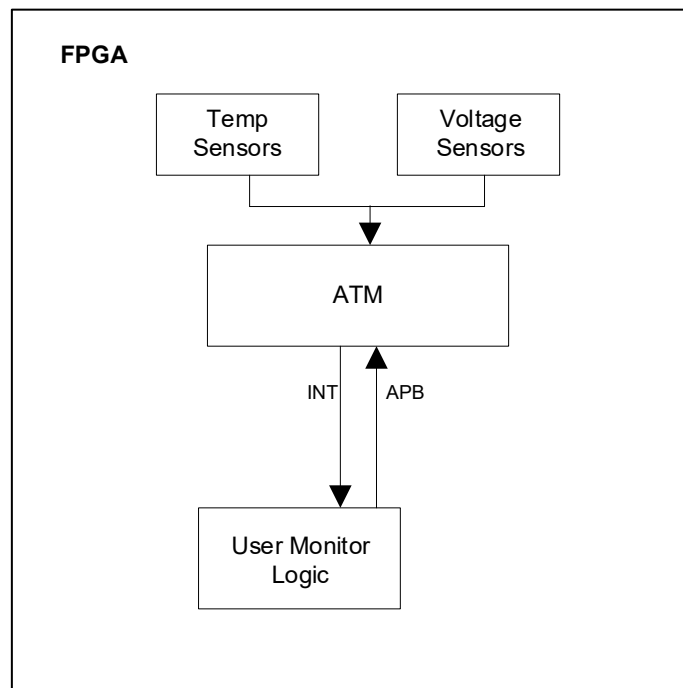 FPGA
Temp
Sensors
Voltage
Sensors
ATM
INT
APB
User Monitor
Logic